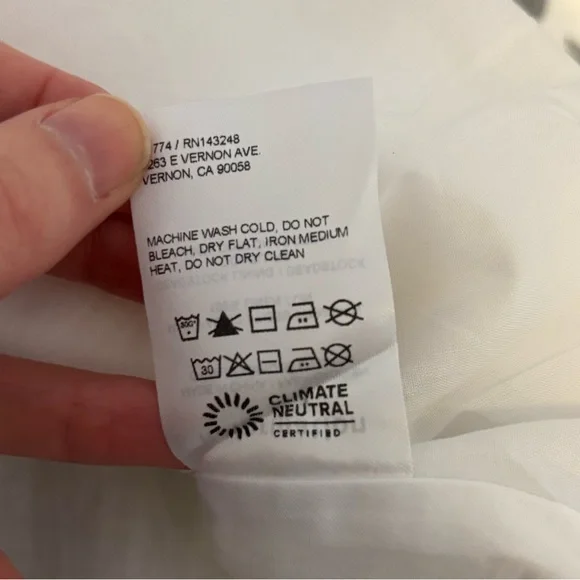 774 / RN143248
263 E VERNON AVE.
VERNON, CA 90058
MACHINE WASH COLD, DO NOT
BLEACH, DRY FLAT, IRON MEDIUM
HEAT, DO NOT DRY CLEAN
30
CLIMATE
NEUTRAL
CERTIFIED